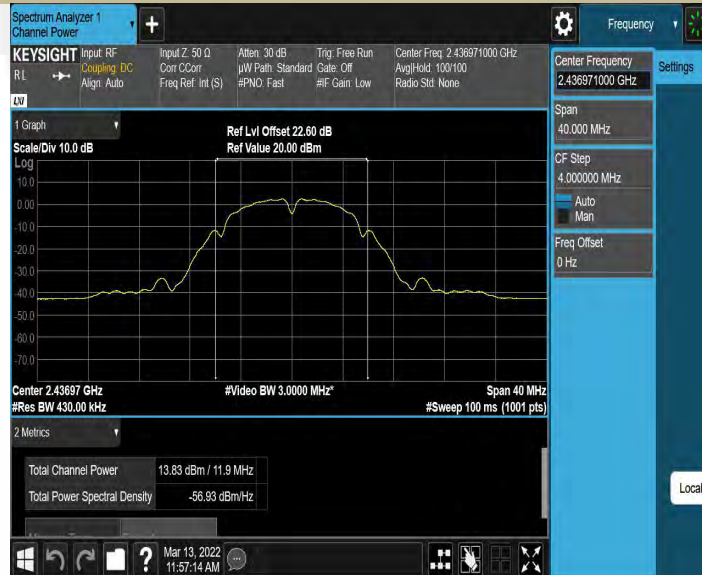 Spectrum Analyzer 1
Channel Power
Frequency
KEYSIGHT
RL
LXI
Input: RF
Coupling: DC
Align: Auto
Input Z: 50 Ω
Corr CCorr
Freq Ref: Int (S)
Atten: 30 dB
µW Path: Standard
#PNO: Fast
Trig: Free Run
Gate: Off
#IF Gain: Low
Center Freq: 2.436971000 GHz
Avg|Hold: 100/100
Radio Std: None
Center Frequency
2.436971000 GHz
Settings
Span
40.000 MHz
CF Step
4.000000 MHz
Auto
Man
Freq Offset
0 Hz
Local
1 Graph
Scale/Div 10.0 dB
Ref Lvl Offset 22.60 dB
Ref Value 20.00 dBm
Log
10.0
0.00
-10.0
-20.0
-30.0
-40.0
-50.0
-60.0
-70.0
Center 2.43697 GHz
#Res BW 430.00 kHz
#Video BW 3.0000 MHz*
Span 40 MHz
#Sweep 100 ms (1001 pts)
2 Metrics
Total Channel Power 13.83 dBm / 11.9 MHz
Total Power Spectral Density -56.93 dBm/Hz
?
Mar 13, 2022
11:57:14 AM